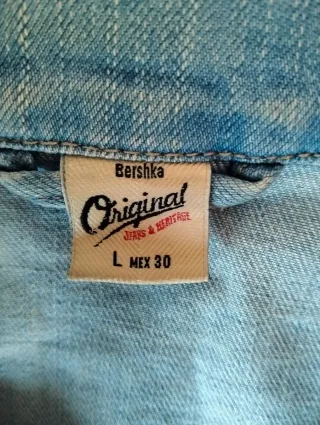 Bershka
Original
JEANS & HERITAGE
L MEX 30